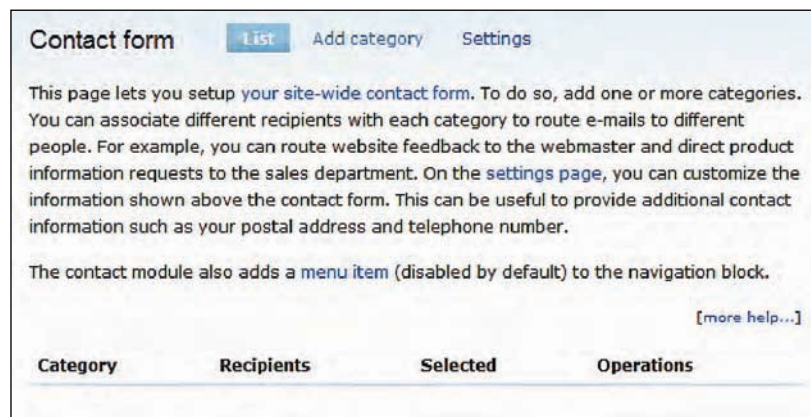 Contact form List Add category Settings
This page lets you setup your site-wide contact form. To do so, add one or more categories.
You can associate different recipients with each category to route e-mails to different
people. For example, you can route website feedback to the webmaster and direct product
information requests to the sales department. On the settings page, you can customize the
information shown above the contact form. This can be useful to provide additional contact
information such as your postal address and telephone number.
The contact module also adds a menu item (disabled by default) to the navigation block.
[more help...]
Category Recipients Selected Operations